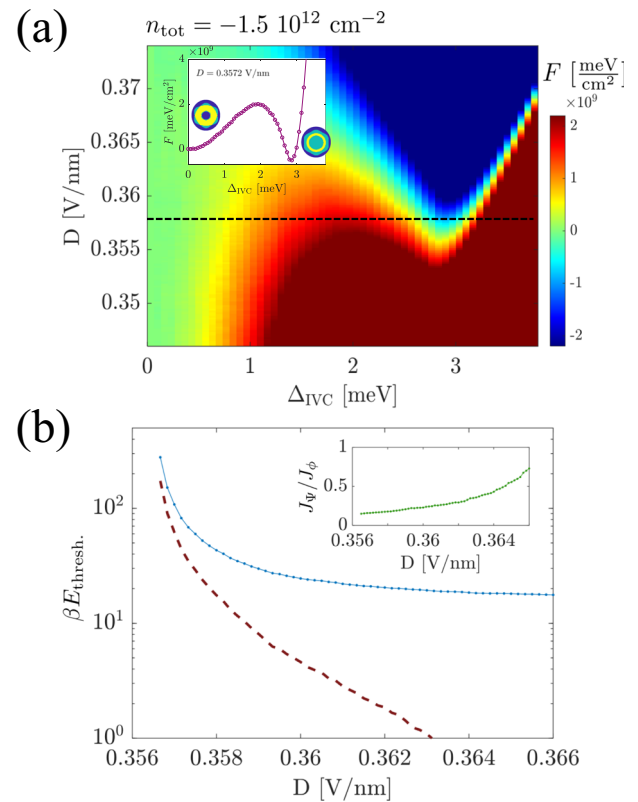 (a)
n_tot = −1.5 10^12 cm^−2
F [meV/cm^2]
×10^9
2
1
0
-1
-2
D [V/nm]
0.37
0.365
0.36
0.355
0.35
0
1
2
3
Δ_IVC [meV]
×10^9
F [meV/cm^2]
4
2
0
D = 0.3572 V/nm
0
1
2
3
Δ_IVC [meV]
(b)
βE_thresh.
10^2
10^1
10^0
0.356
0.358
0.36
0.362
0.364
0.366
D [V/nm]
J_Ψ/J_ϕ
1
0.5
0
0.356
0.36
0.364
D [V/nm]